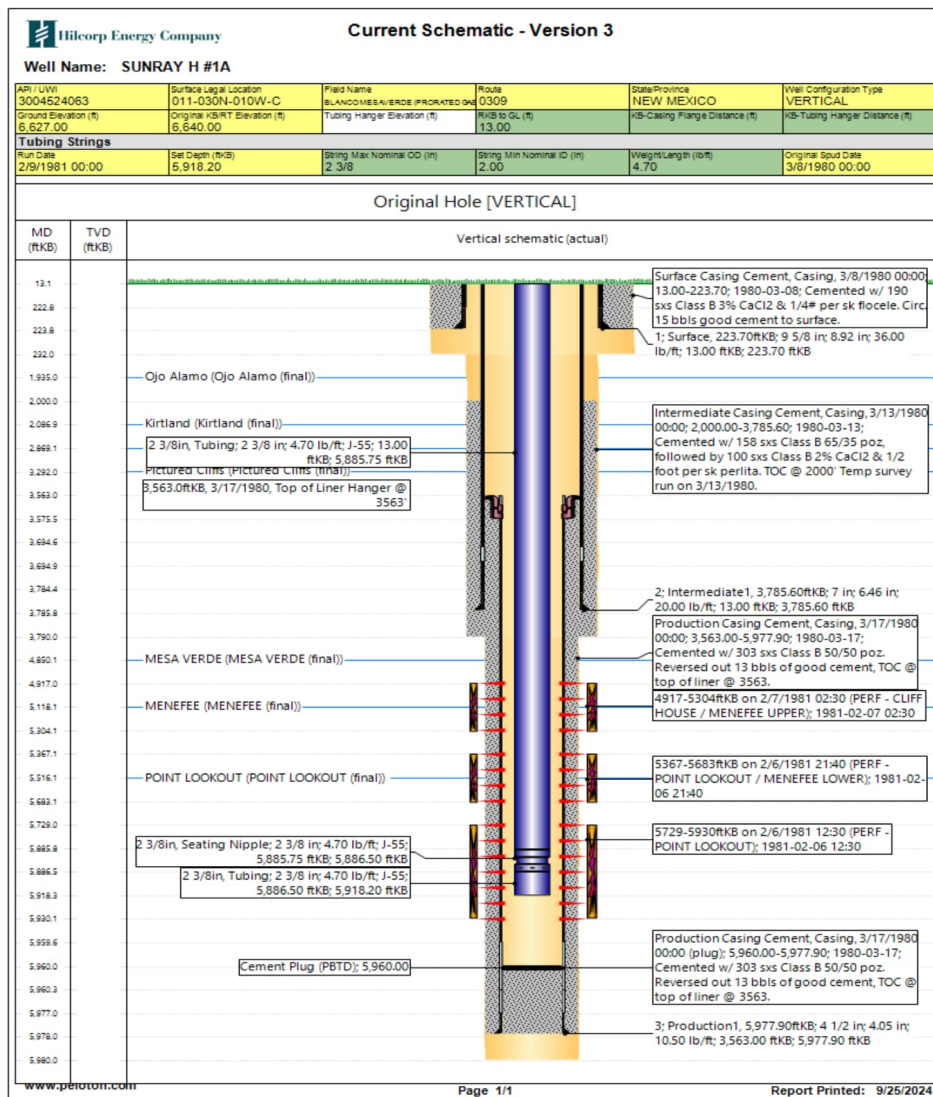 Hilcorp Energy Company
Current Schematic - Version 3
Well Name: SUNRAY H #1A
API / UWI
3004524063
Surface Legal Location
011-030N-010W-C
Field Name
BLANCO MESAVERDE (PRORATED GAS
Route
0309
State/Province
NEW MEXICO
Well Configuration Type
VERTICAL
Ground Elevation (ft)
6,627.00
Original KB/RT Elevation (ft)
6,640.00
Tubing Hanger Elevation (ft)
RKB to GL (ft)
13.00
KB-Casing Flange Distance (ft)
KB-Tubing Hanger Distance (ft)
Tubing Strings
Run Date
2/9/1981 00:00
Set Depth (ftKB)
5,918.20
String Max Nominal OD (in)
2 3/8
String Min Nominal ID (in)
2.00
Weight/Length (lb/ft)
4.70
Original Spud Date
3/8/1980 00:00
Original Hole [VERTICAL]
MD
(ftKB)
TVD
(ftKB)
Vertical schematic (actual)
13.1
222.8
223.8
232.0
1,935.0
2,000.0
2,086.9
2,869.1
3,292.0
3,563.0
3,575.5
3,694.6
3,694.9
3,784.4
3,785.8
3,790.0
4,650.1
4,917.0
5,118.1
5,304.1
5,367.1
5,516.1
5,683.1
5,729.0
5,885.8
5,886.5
5,918.3
5,930.1
5,959.6
5,960.0
5,960.3
5,977.0
5,978.0
5,980.0
Ojo Alamo (Ojo Alamo (final))
Kirtland (Kirtland (final))
2 3/8in, Tubing; 2 3/8 in; 4.70 lb/ft; J-55; 13.00
ftKB; 5,885.75 ftKB
Pictured Cliffs (Pictured Cliffs (final))
3,563.0ftKB, 3/17/1980, Top of Liner Hanger @
3563'
MESA VERDE (MESA VERDE (final))
MENEFEE (MENEFEE (final))
POINT LOOKOUT (POINT LOOKOUT (final))
2 3/8in, Seating Nipple; 2 3/8 in; 4.70 lb/ft; J-55;
5,885.75 ftKB; 5,886.50 ftKB
2 3/8in, Tubing; 2 3/8 in; 4.70 lb/ft; J-55;
5,886.50 ftKB; 5,918.20 ftKB
Cement Plug (PBTD); 5,960.00
Surface Casing Cement, Casing, 3/8/1980 00:00;
13.00-223.70; 1980-03-08; Cemented w/ 190
sxs Class B 3% CaCl2 & 1/4# per sk flocele. Circ.
15 bbls good cement to surface.
1; Surface, 223.70ftKB; 9 5/8 in; 8.92 in; 36.00
lb/ft; 13.00 ftKB; 223.70 ftKB
Intermediate Casing Cement, Casing, 3/13/1980
00:00; 2,000.00-3,785.60; 1980-03-13;
Cemented w/ 158 sxs Class B 65/35 poz,
followed by 100 sxs Class B 2% CaCl2 & 1/2
foot per sk perlita. TOC @ 2000' Temp survey
run on 3/13/1980.
2; Intermediate1, 3,785.60ftKB; 7 in; 6.46 in;
20.00 lb/ft; 13.00 ftKB; 3,785.60 ftKB
Production Casing Cement, Casing, 3/17/1980
00:00; 3,563.00-5,977.90; 1980-03-17;
Cemented w/ 303 sxs Class B 50/50 poz.
Reversed out 13 bbls of good cement, TOC @
top of liner @ 3563.
4917-5304ftKB on 2/7/1981 02:30 (PERF - CLIFF
HOUSE / MENEFEE UPPER); 1981-02-07 02:30
5367-5683ftKB on 2/6/1981 21:40 (PERF -
POINT LOOKOUT / MENEFEE LOWER); 1981-02-
06 21:40
5729-5930ftKB on 2/6/1981 12:30 (PERF -
POINT LOOKOUT); 1981-02-06 12:30
Production Casing Cement, Casing, 3/17/1980
00:00 (plug); 5,960.00-5,977.90; 1980-03-17;
Cemented w/ 303 sxs Class B 50/50 poz.
Reversed out 13 bbls of good cement, TOC @
top of liner @ 3563.
3; Production1, 5,977.90ftKB; 4 1/2 in; 4.05 in;
10.50 lb/ft; 3,563.00 ftKB; 5,977.90 ftKB
www.peloton.com
Page 1/1
Report Printed: 9/25/2024